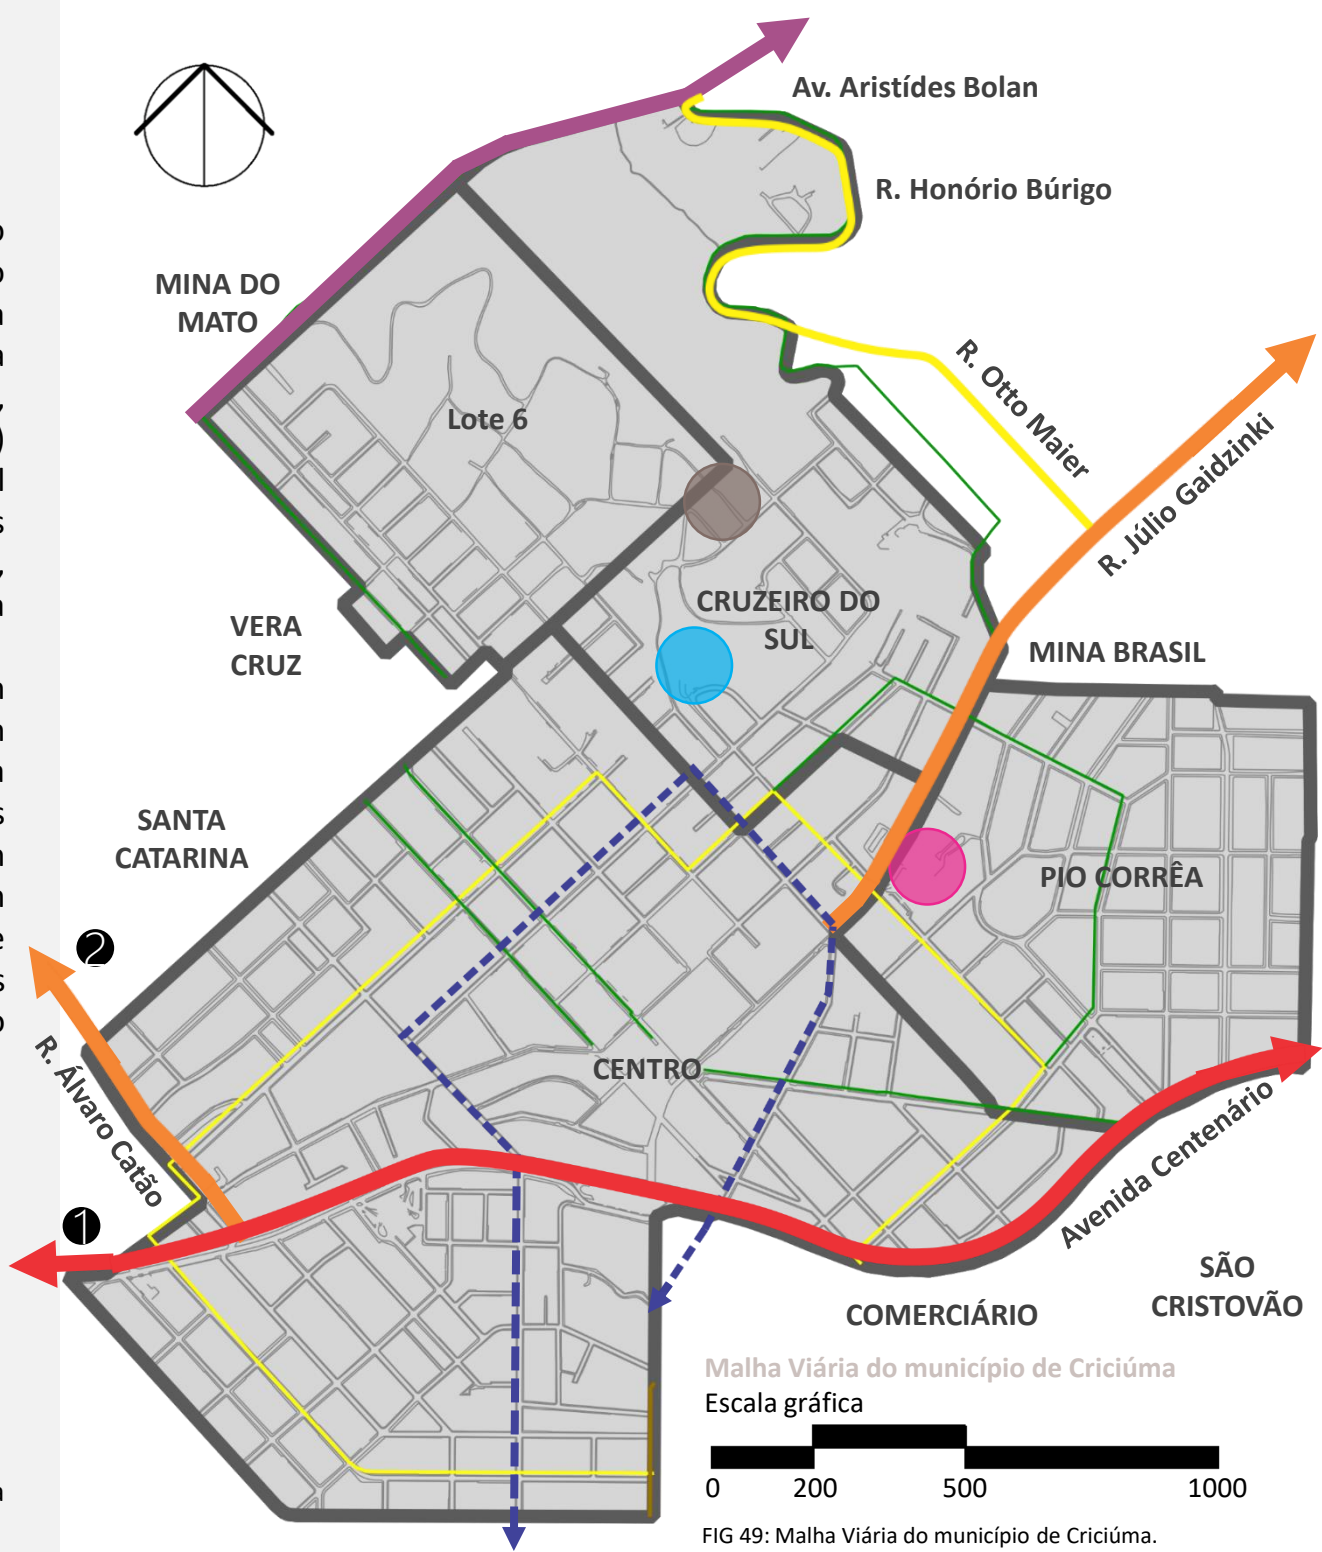 Av. Aristídes Bolan
R. Honório Búrigo
MINA DO
MATO
R. Otto Maier
Lote 6
R. Júlio Gaidzinki
CRUZEIRO DO
SUL
VERA
CRUZ
MINA BRASIL
SANTA
CATARINA
PIO CORRÊA
2
R. Álvaro Catão
CENTRO
Avenida Centenário
1
SÃO
CRISTOVÃO
COMERCIÁRIO
Malha Viária do município de Criciúma
Escala gráfica
0 200 500 1000
FIG 49: Malha Viária do município de Criciúma.